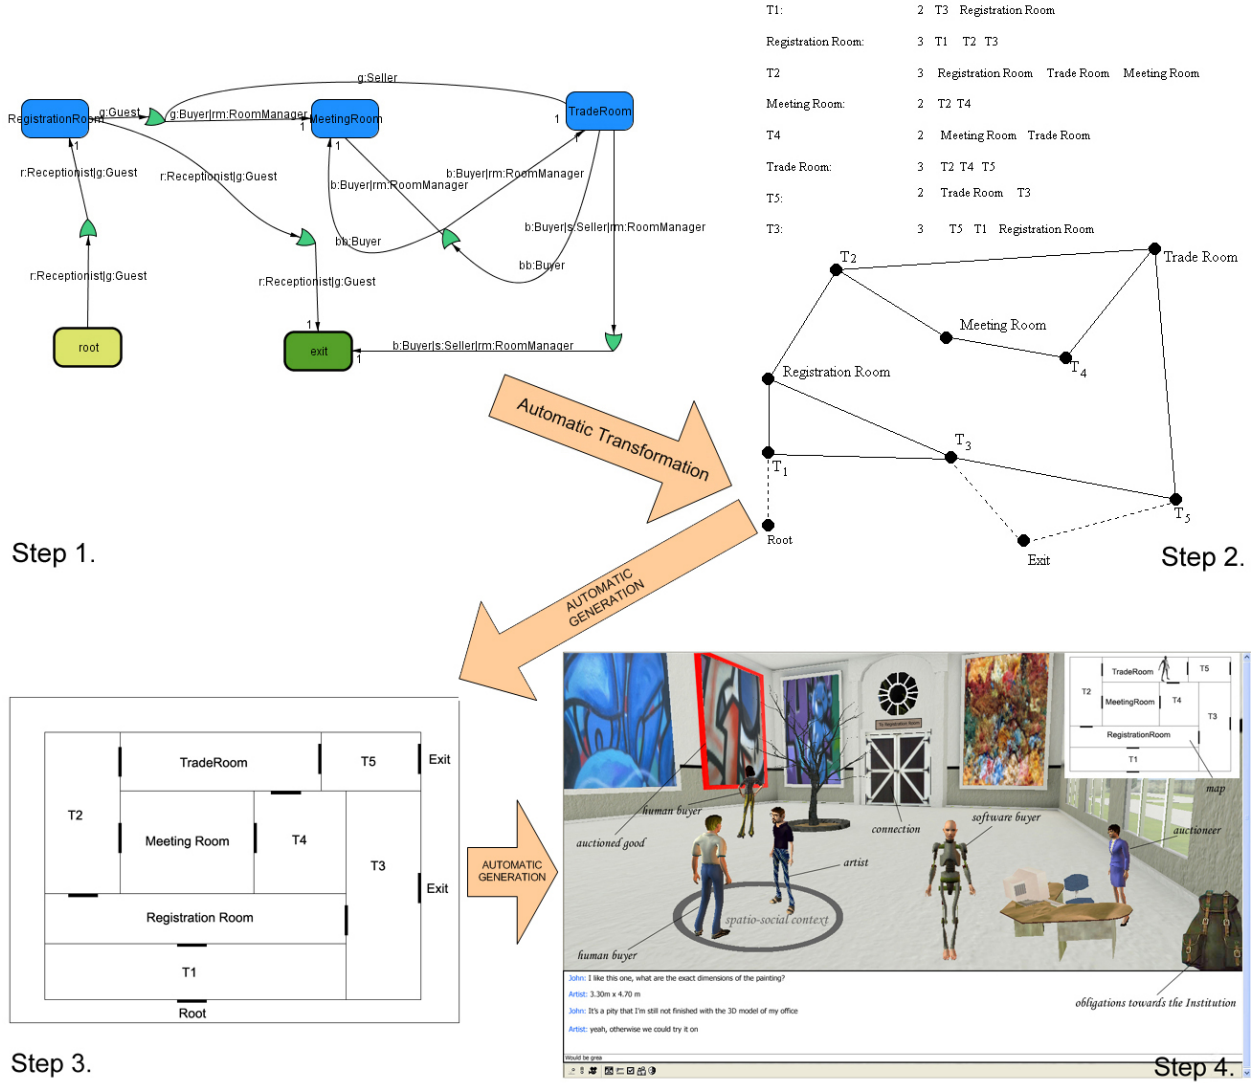 g:Seller
RegistrationRoom
g:Guest
g:Buyer|rm:RoomManager
1
MeetingRoom
1
TradeRoom
1
1
1
r:Receptionist|g:Guest
r:Receptionist|g:Guest
b:Buyer|rm:RoomManager
b:Buyer|rm:RoomManager
b:Buyer|s:Seller|rm:RoomManager
bb:Buyer
bb:Buyer
r:Receptionist|g:Guest
r:Receptionist|g:Guest
1
root
exit
1
b:Buyer|s:Seller|rm:RoomManager
Step 1.
Automatic Transformation
T1: 2 T3 Registration Room
Registration Room: 3 T1 T2 T3
T2 3 Registration Room Trade Room Meeting Room
Meeting Room: 2 T2 T4
T4 2 Meeting Room Trade Room
Trade Room: 3 T2 T4 T5
T5: 2 Trade Room T3
T3: 3 T5 T1 Registration Room
T2
Trade Room
Meeting Room
T4
Registration Room
T3
T1
T5
Root
Exit
Step 2.
AUTOMATIC
GENERATION
TradeRoom
T5
Exit
T2
Meeting Room
T4
T3
Exit
Registration Room
T1
Root
Step 3.
AUTOMATIC
GENERATION
To Registration Room
TradeRoom
T5
T2
MeetingRoom
T4
T3
RegistrationRoom
T1
map
human buyer
auctioned good
connection
software buyer
auctioneer
artist
spatio-social context
human buyer
obligations towards the Institution
John: I like this one, what are the exact dimensions of the painting?
Artist: 3.30m x 4.70 m
John: It's a pity that I'm still not finished with the 3D model of my office
Artist: yeah, otherwise we could try it on
Would be grea
Step 4.